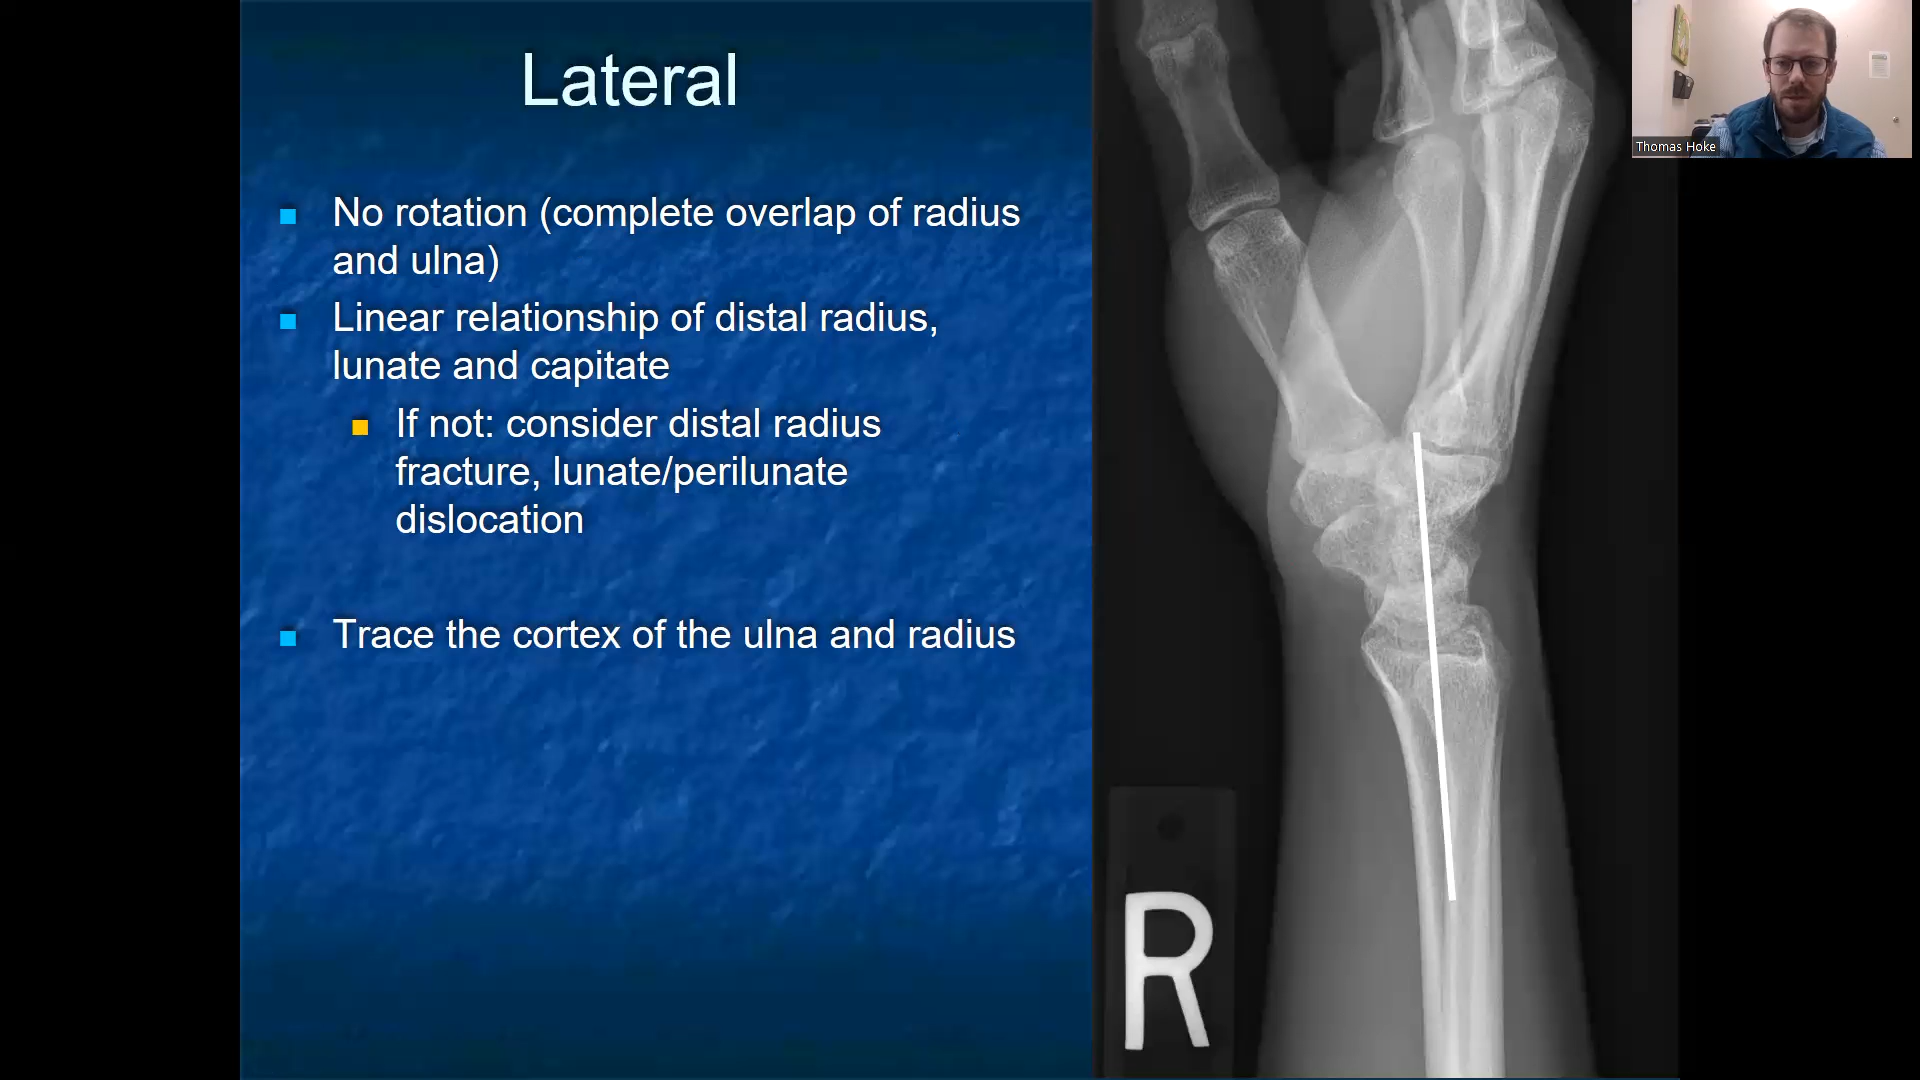 Lateral
No rotation (complete overlap of radius
and ulna)
Linear relationship of distal radius,
lunate and capitate
If not: consider distal radius
fracture, lunate/perilunate
dislocation
Trace the cortex of the ulna and radius
R
Thomas Hoke